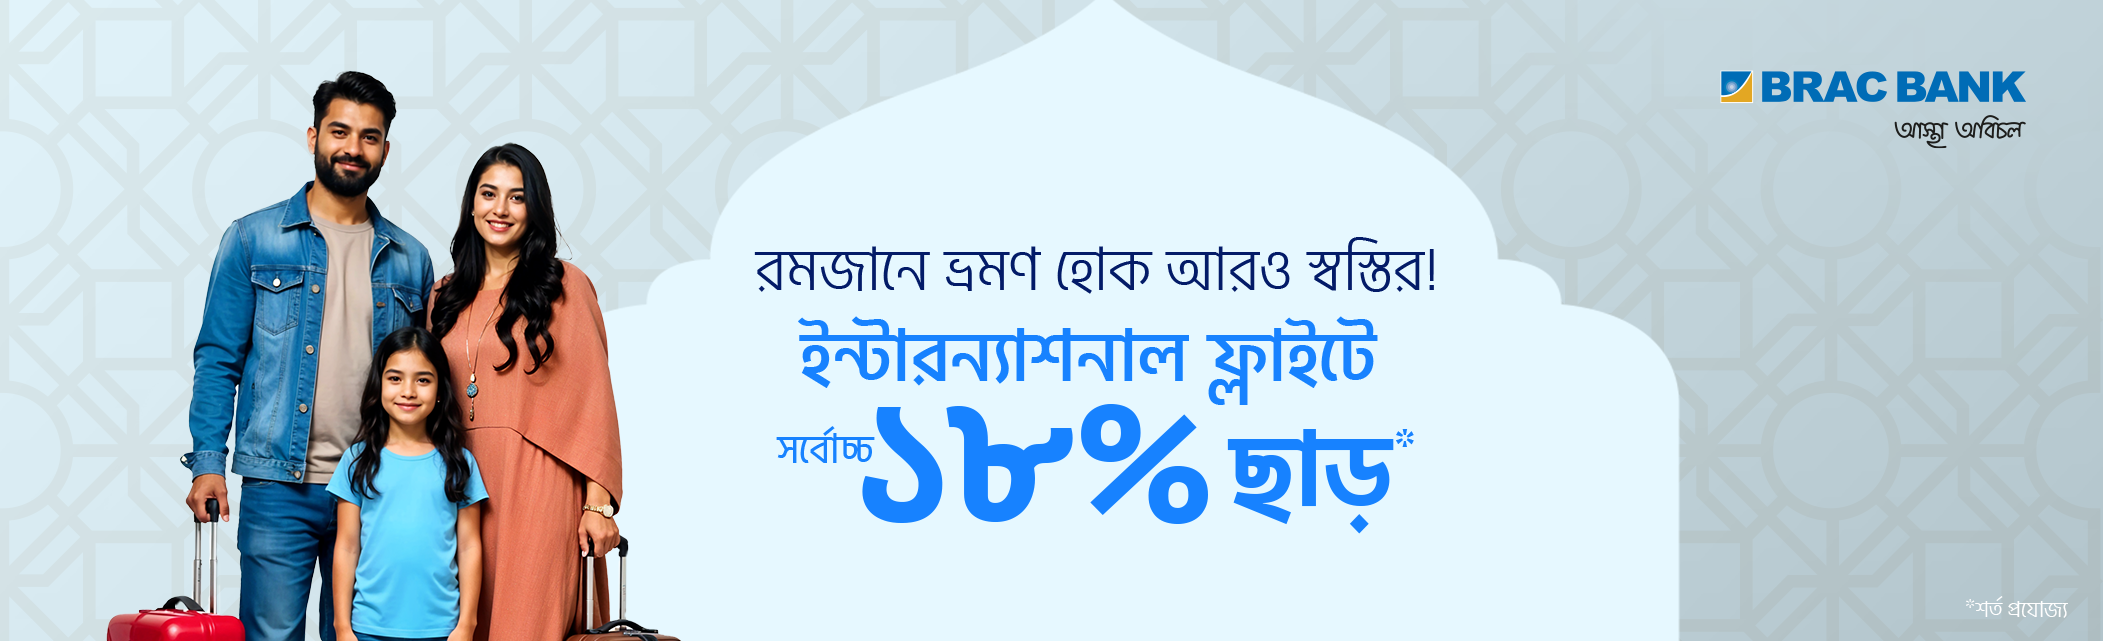 BRAC BANK
আস্থা অবিচল
রমজানে ভ্রমণ হোক আরও স্বস্তির!
ইন্টারন্যাশনাল ফ্লাইটে
সর্বোচ্চ ১৮% ছাড়*
*শর্ত প্রযোজ্য